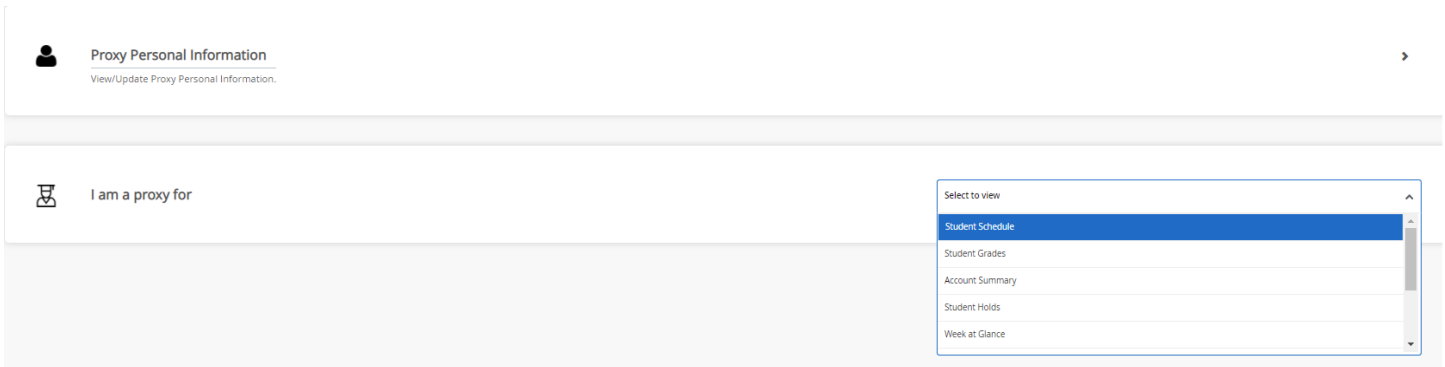 Proxy Personal Information
View/Update Proxy Personal Information.
I am a proxy for
Select to view
Student Schedule
Student Grades
Account Summary
Student Holds
Week at Glance